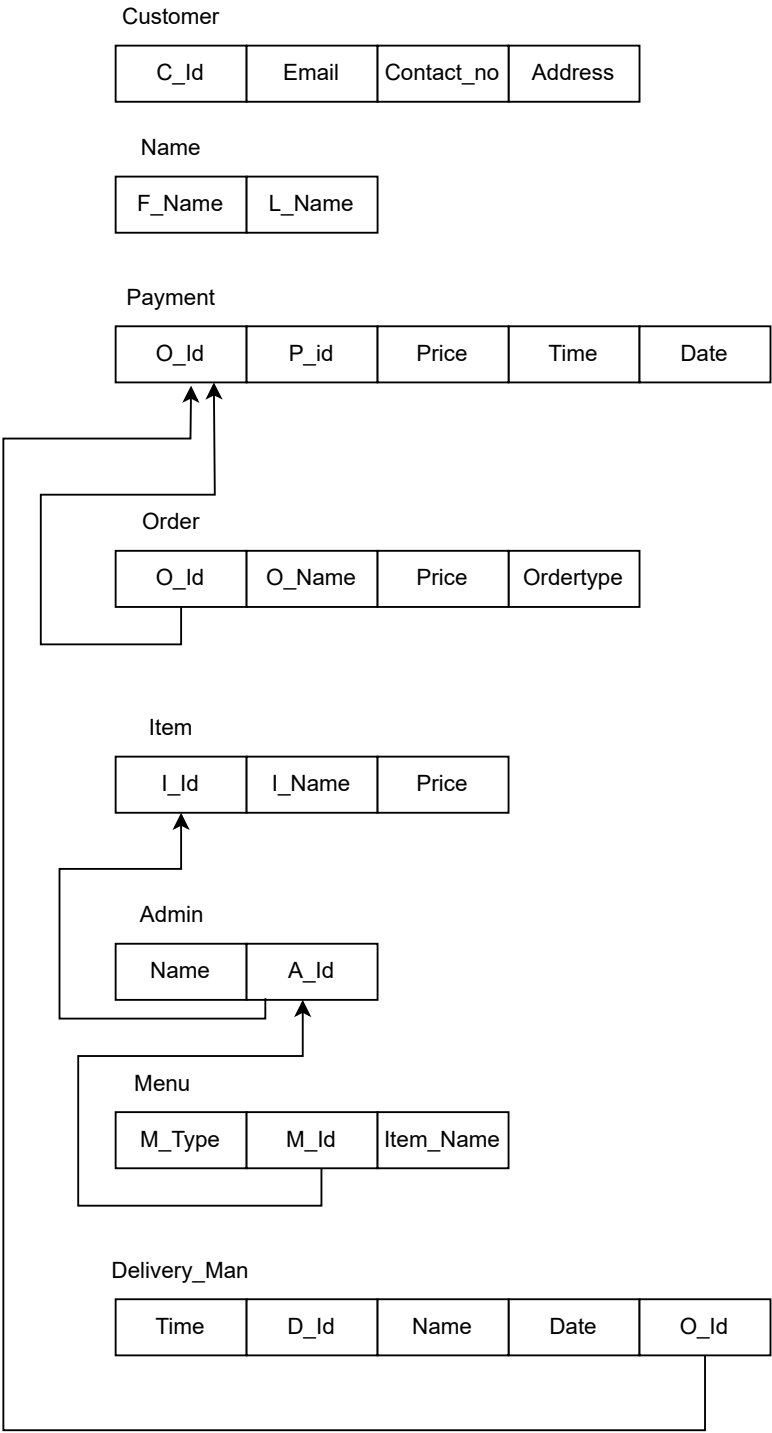 Customer
C_Id Email Contact_no Address
Name
F_Name L_Name
Payment
O_Id P_id Price Time Date
Order
O_Id O_Name Price Ordertype
Item
I_Id I_Name Price
Admin
Name A_Id
Menu
M_Type M_Id Item_Name
Delivery_Man
Time D_Id Name Date O_Id